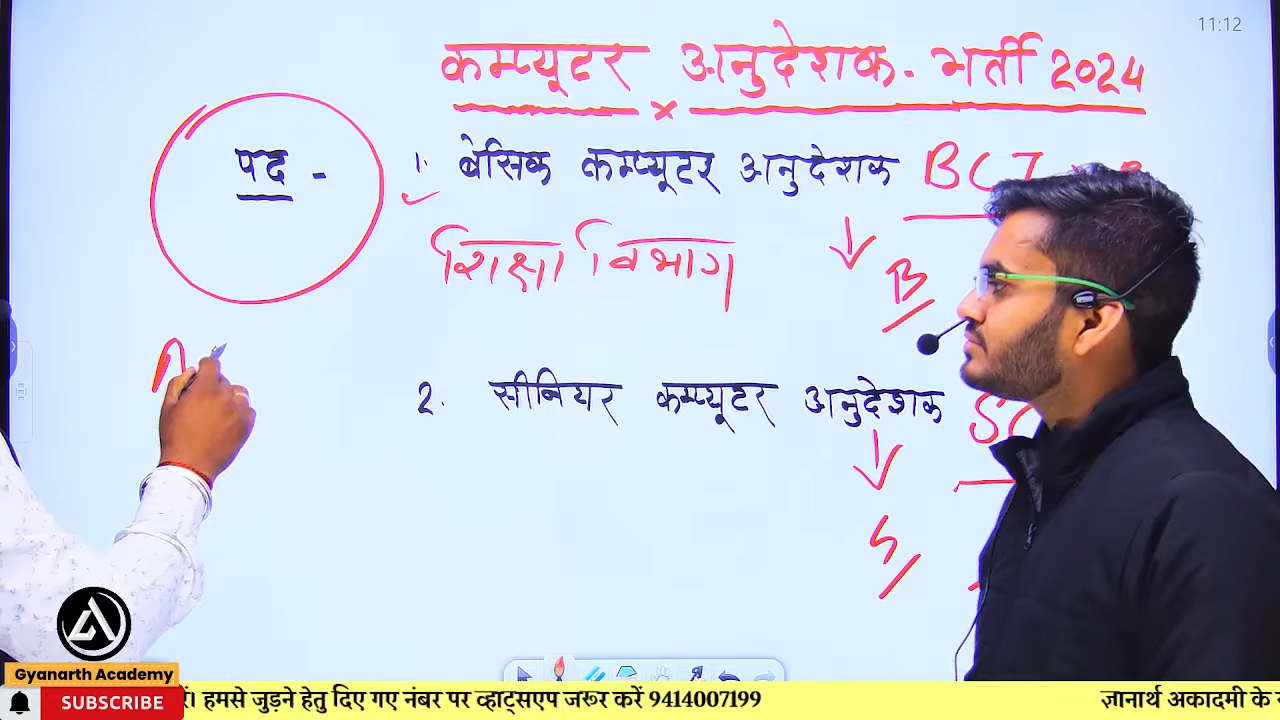 11:12
कम्प्यूटर अनुदेशक. भर्ती 2024
पद -
1. बेसिक कम्प्यूटर अनुदेशक BCI
शिक्षा विभाग
B
2. सीनियर कम्प्यूटर अनुदेशक SC
S
Gyanarth Academy
SUBSCRIBE
हमसे जुड़ने हेतु दिए गए नंबर पर व्हाट्सएप जरूर करें 9414007199
ज्ञानार्थ अकादमी के